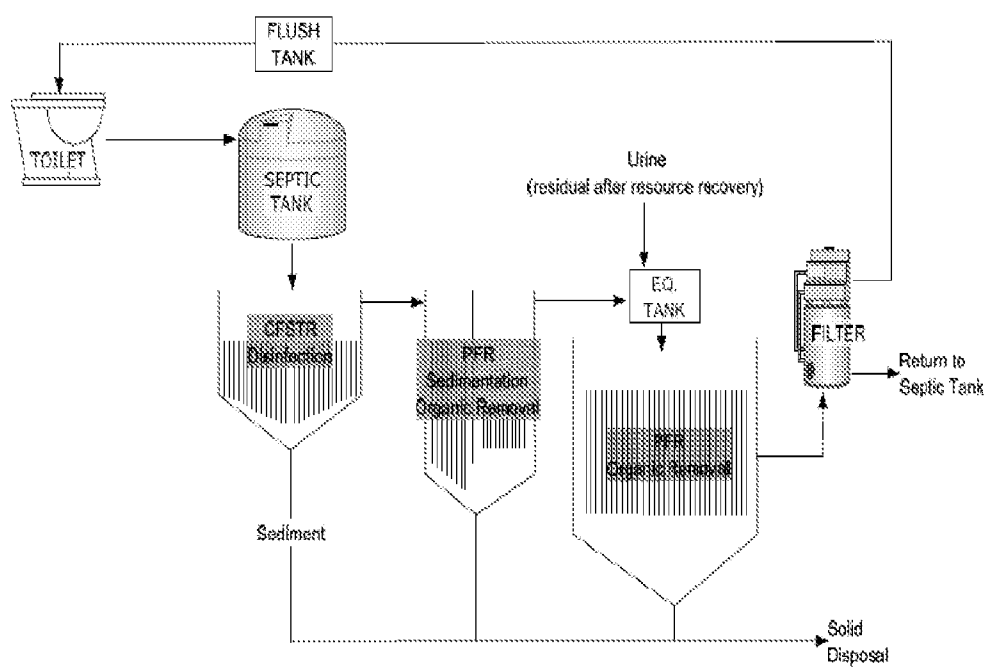 FLUSH
TANK
TOILET
SEPTIC
TANK
Urine
(residual after resource recovery)
EQ.
TANK
FILTER
CFSTR
Disinfection
PFR
Sedimentation
Organic Removal
Return to
Septic Tank
PFR
Organic Removal
Sediment
Solid
Disposal